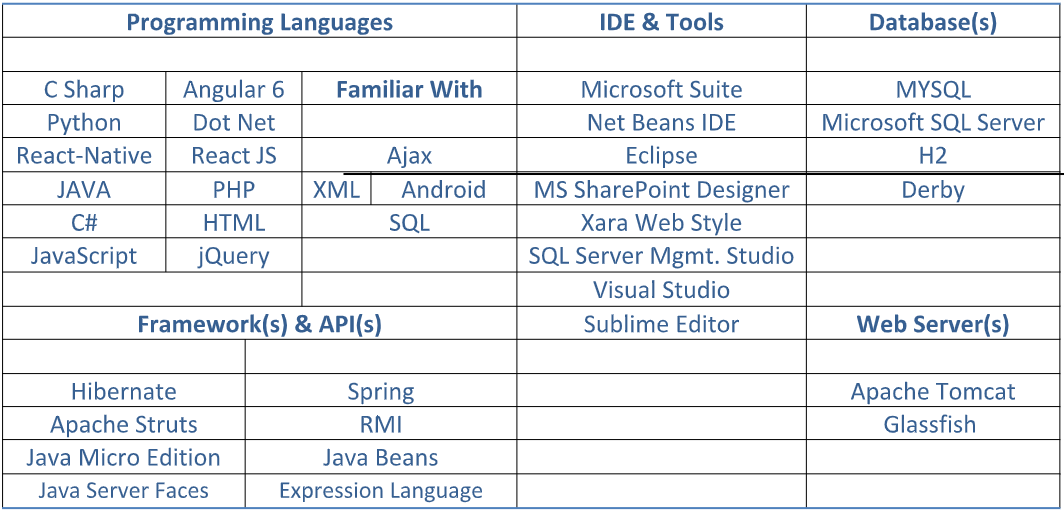 Programming Languages IDE & Tools Database(s)
C Sharp Angular 6 Familiar With Microsoft Suite MYSQL
Python Dot Net Net Beans IDE Microsoft SQL Server
React-Native React JS Ajax Eclipse H2
JAVA PHP XML Android MS SharePoint Designer Derby
C# HTML SQL Xara Web Style
JavaScript jQuery SQL Server Mgmt. Studio
Visual Studio
Framework(s) & API(s) Sublime Editor Web Server(s)
Hibernate Spring Apache Tomcat
Apache Struts RMI Glassfish
Java Micro Edition Java Beans
Java Server Faces Expression Language